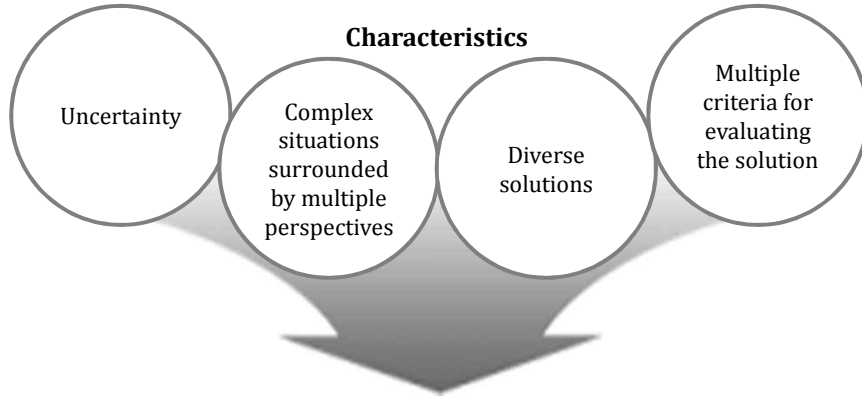 Characteristics
Uncertainty
Complex
situations
surrounded
by multiple
perspectives
Diverse
solutions
Multiple
criteria for
evaluating
the solution